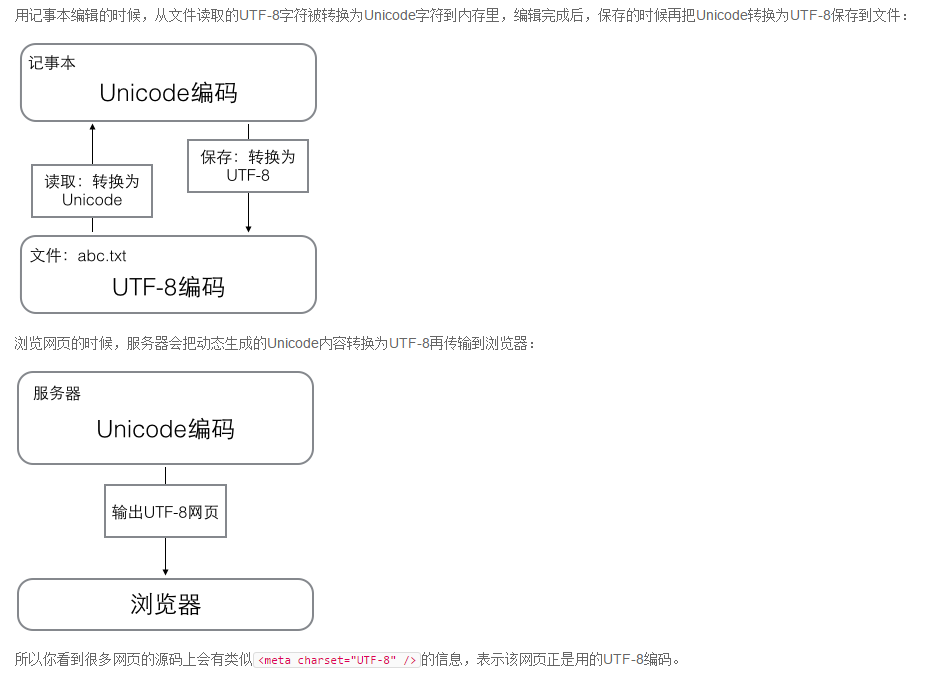 用记事本编辑的时候，从文件读取的UTF-8字符被转换为Unicode字符到内存里，编辑完成后，保存的时候再把Unicode转换为UTF-8保存到文件：
记事本
Unicode编码
读取：转换为
Unicode
保存：转换为
UTF-8
文件：abc.txt
UTF-8编码
浏览网页的时候，服务器会把动态生成的Unicode内容转换为UTF-8再传输到浏览器：
服务器
Unicode编码
输出UTF-8网页
浏览器
所以你看到很多网页的源码上会有类似<meta charset="UTF-8" />的信息，表示该网页正是用的UTF-8编码。